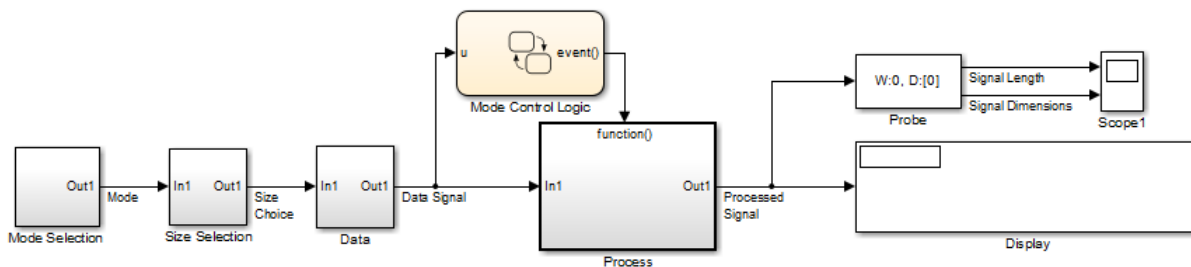 u
event()
Mode Control Logic
W:0, D:[0]
Probe
Signal Length
Signal Dimensions
Scope1
function()
Out1
Mode
Mode Selection
In1
Out1
Size
Choice
Size Selection
In1
Out1
Data Signal
Data
In1
Out1
Processed
Signal
Process
Display